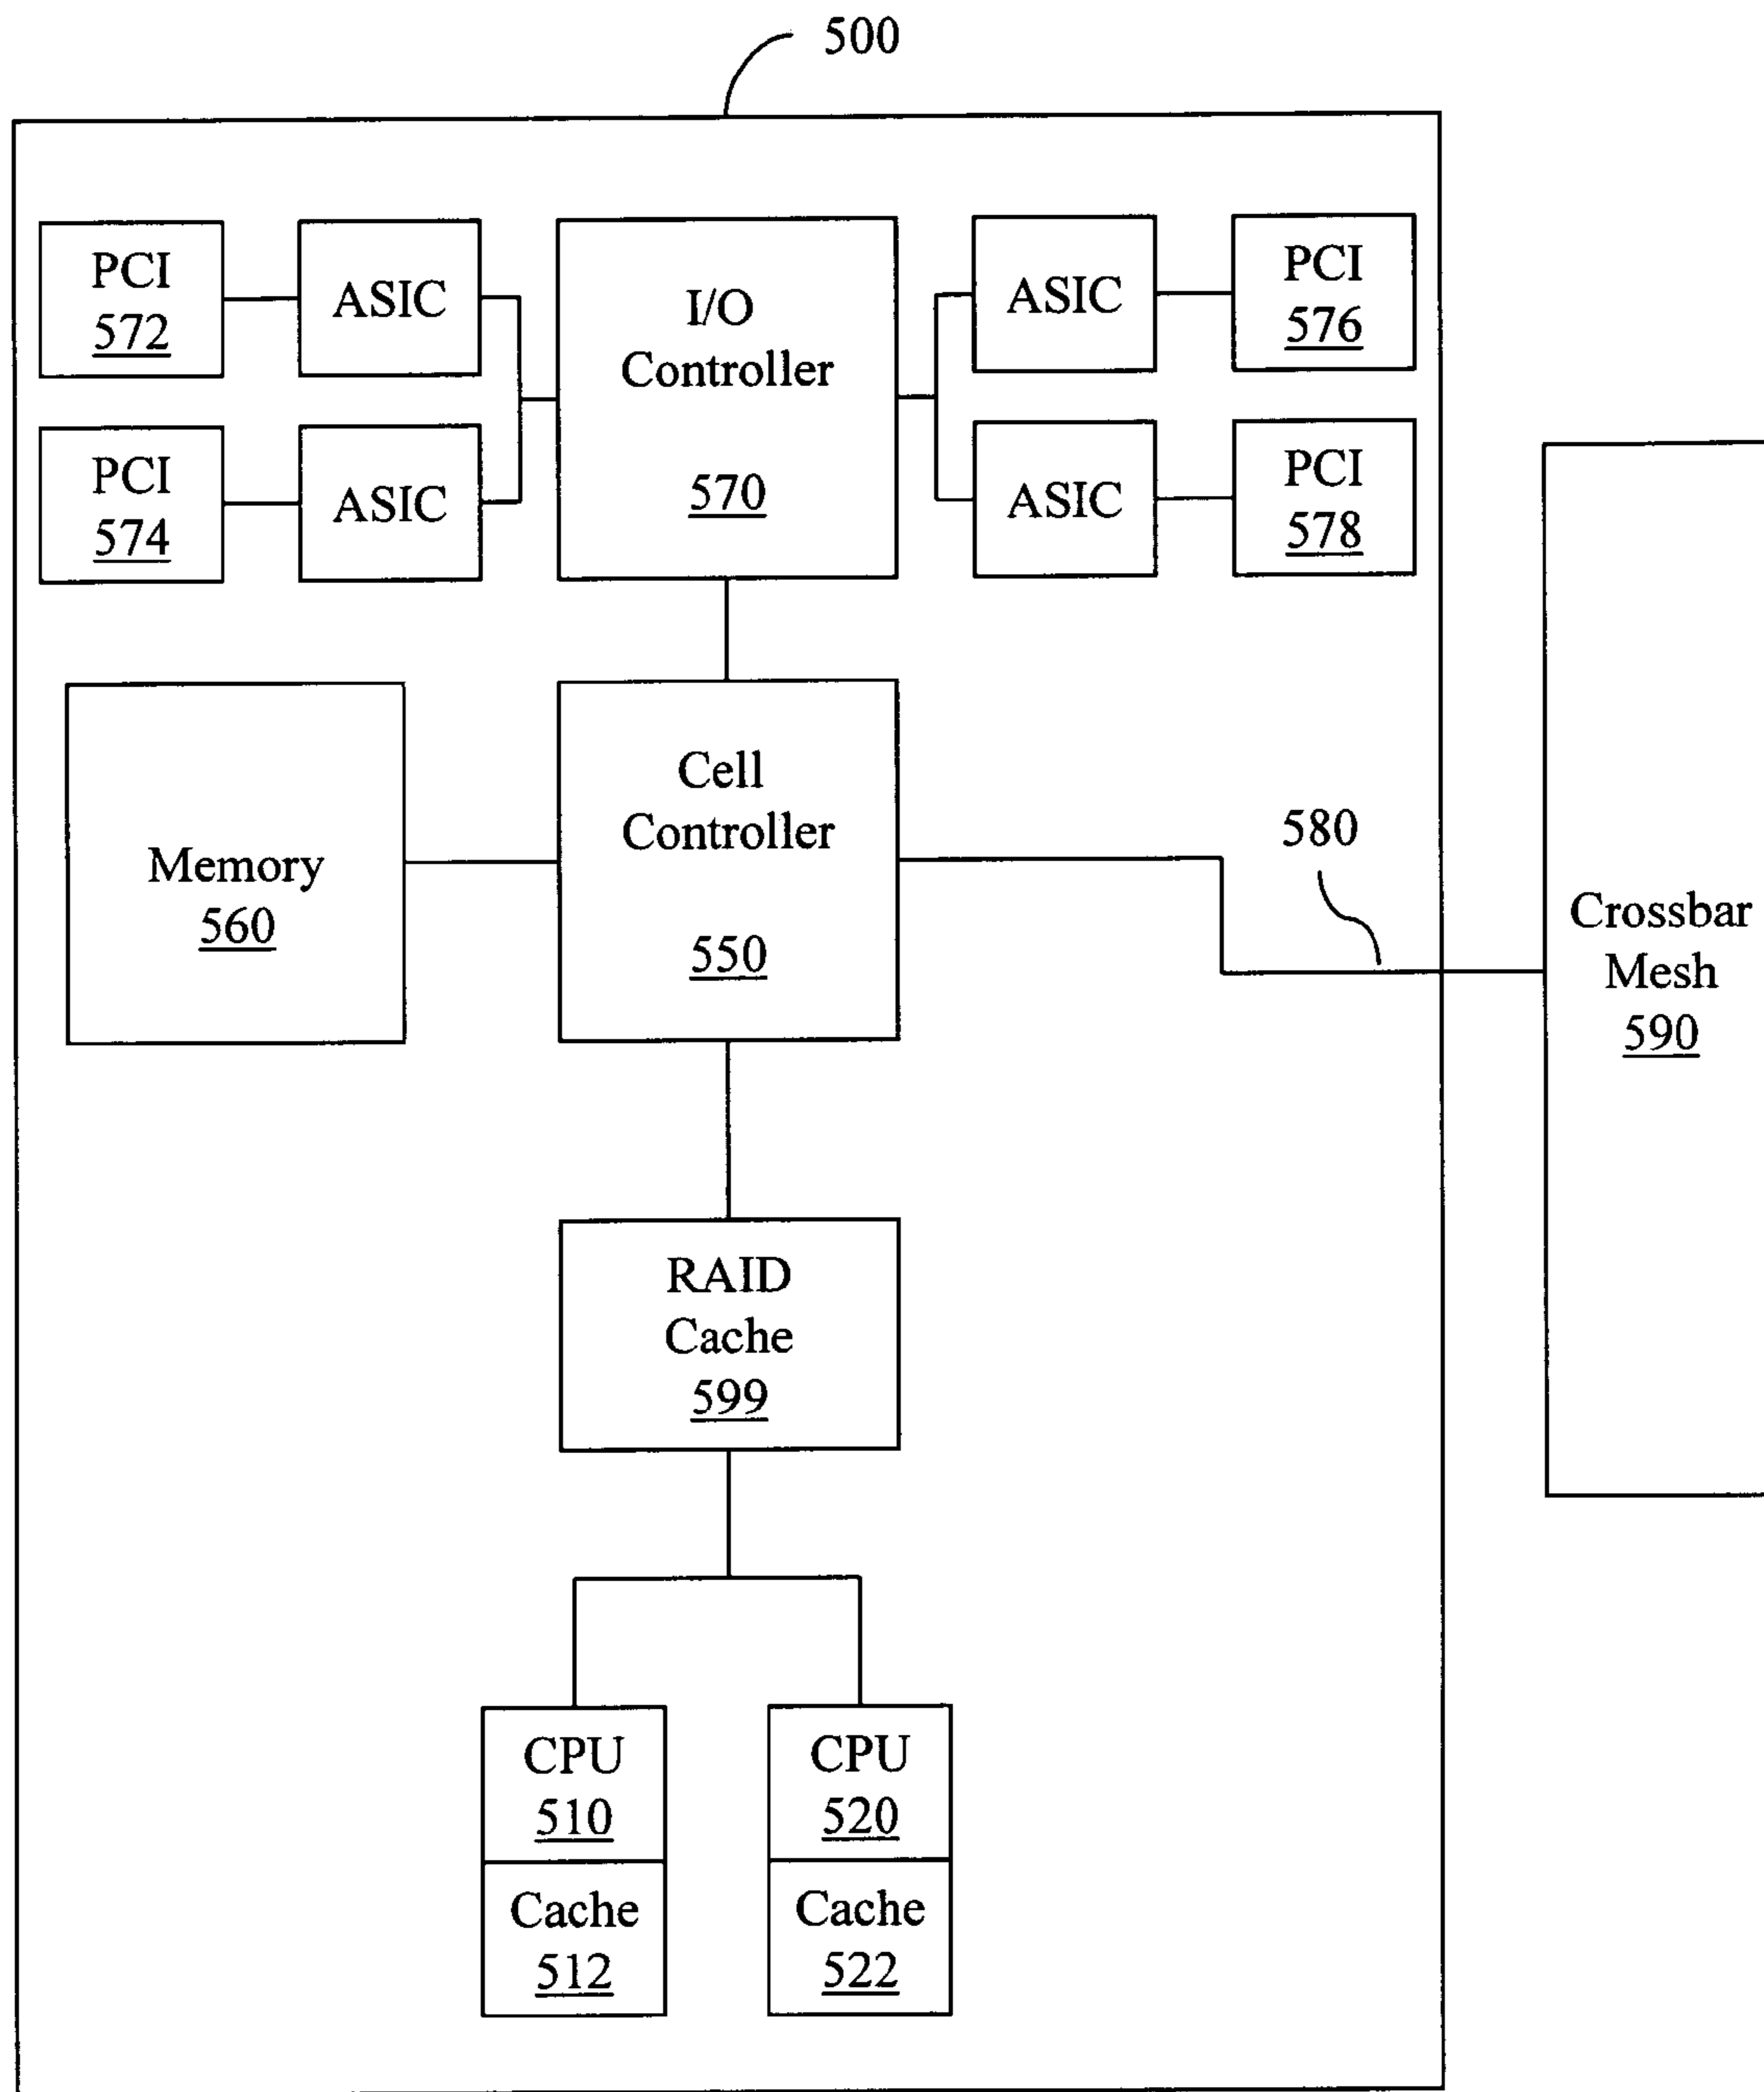 500
PCI
572
ASIC
I/O
Controller
570
ASIC
PCI
576
PCI
574
ASIC
ASIC
PCI
578
Memory
560
Cell
Controller
550
580
Crossbar
Mesh
590
RAID
Cache
599
CPU
510
Cache
512
CPU
520
Cache
522